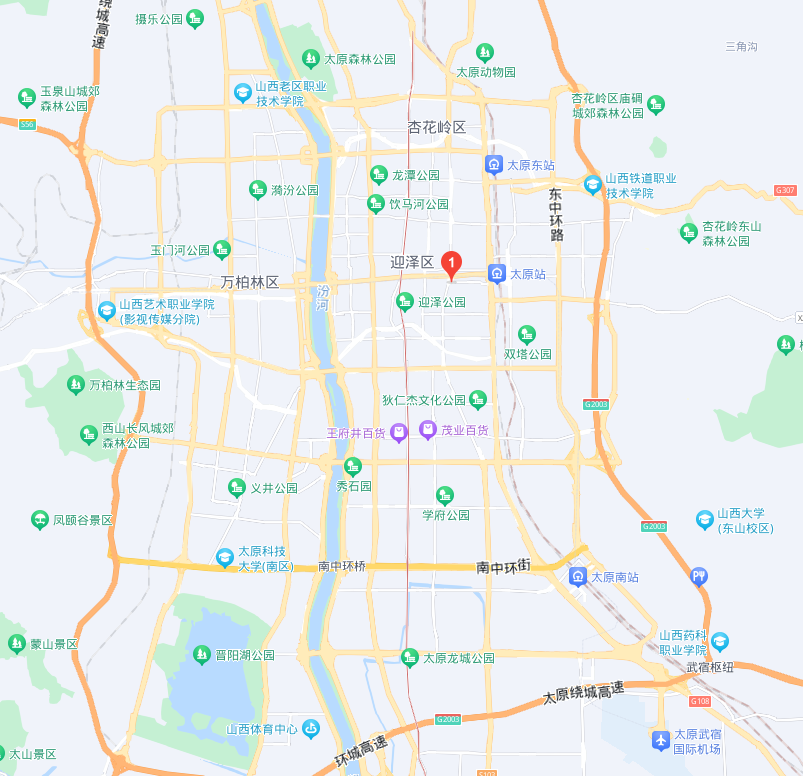 绕城高速
摄乐公园
三角沟
太原森林公园
太原动物园
玉泉山城郊
森林公园
山西老区职业
技术学院
杏花岭区庙碉
城郊森林公园
S56
杏花岭区
太原东站
龙潭公园
山西铁道职业
技术学院
漪汾公园
G307
饮马河公园
东中环路
杏花岭东山
森林公园
玉门河公园
迎泽区
1
太原站
万柏林区
汾河
迎泽公园
山西艺术职业学院
(影视传媒分院)
X
双塔公园
万柏林生态园
狄仁杰文化公园
G2003
西山长风城郊
森林公园
王府井百货
茂业百货
秀石园
义井公园
学府公园
凤颐谷景区
山西大学
(东山校区)
G2003
太原科技
大学(南区)
南中环桥
南中环街
太原南站
蒙山景区
晋阳湖公园
太原龙城公园
山西药科
职业学院
武宿枢纽
太原绕城高速
G108
G2003
山西体育中心
环城高速
太原武宿
国际机场
太山景区
S103